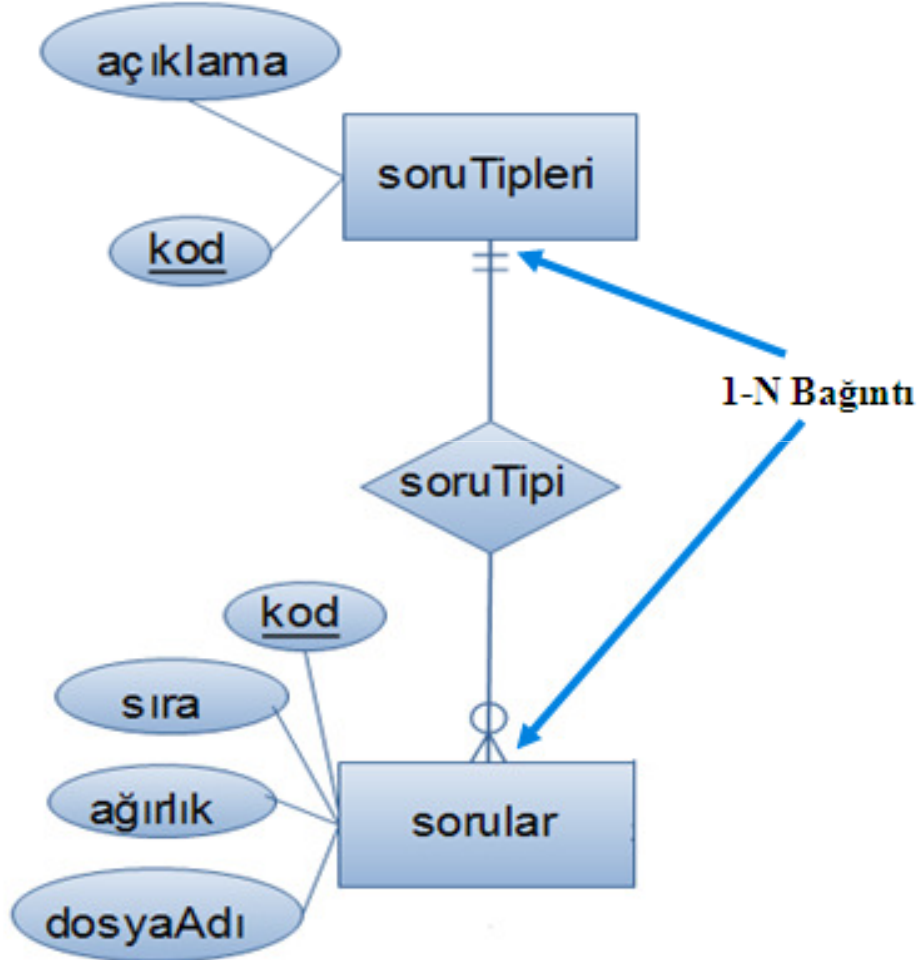 açıklama
soruTipleri
kod
1-N Bağıntı
soruTipi
kod
sıra
ağırlık
sorular
dosyaAdı